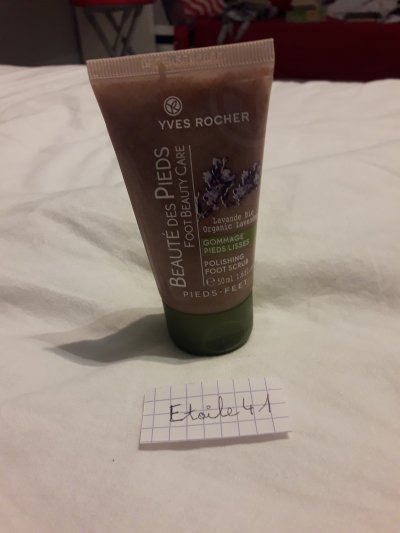 YVES ROCHER
BEAUTÉ DES PIEDS
FOOT BEAUTY CARE
Lavande bio
Organic
GOMMAGE
PIEDS LISSES
POLISHING
FOOT SCRUB
50 ml
PIEDS-FEET
Etoile41